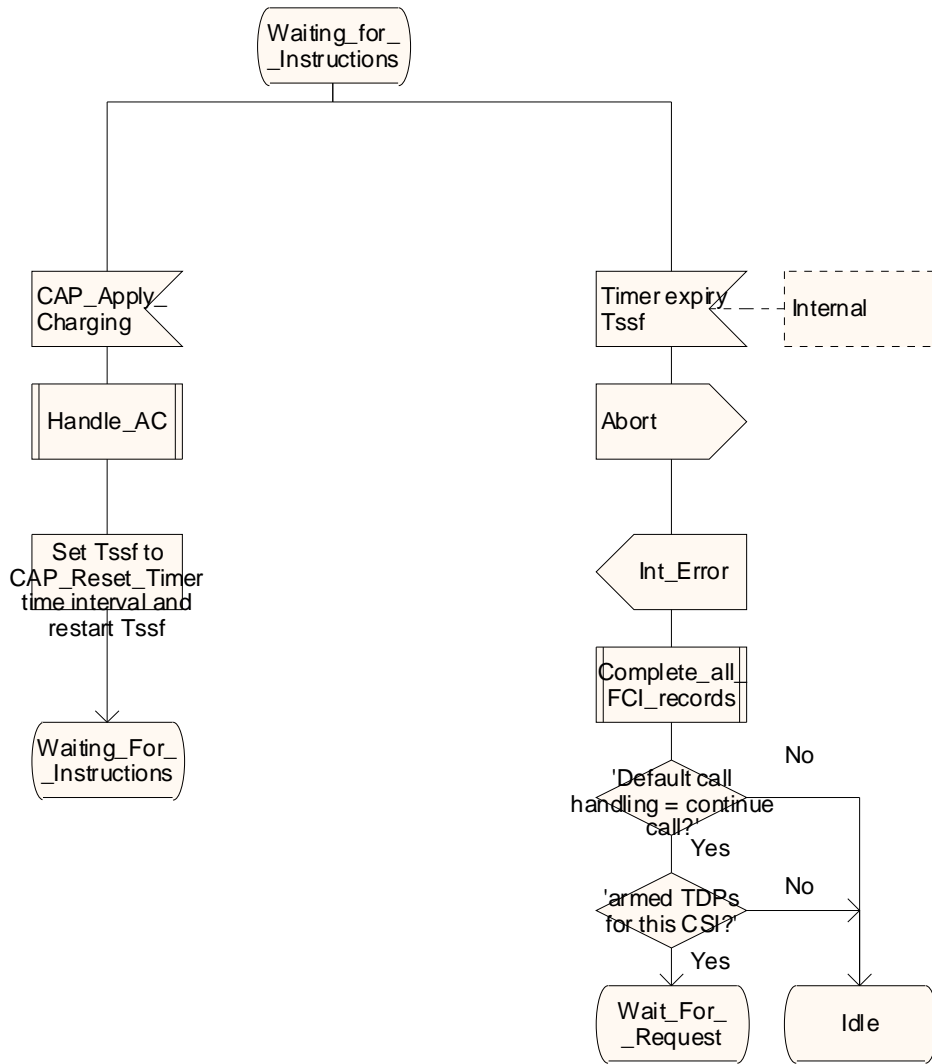 Waiting_for_
_Instructions
CAP_Apply_
Charging
Timer expiry
Tssf
Internal
Handle_AC
Abort
Set Tssf to
CAP_Reset_Timer
time interval and
restart Tssf
Int_Error
Complete_all_
FCI_records
Waiting_For_
_Instructions
'Default call
handling = continue
call?'
No
Yes
'armed TDPs
for this CSI?'
No
Yes
Wait_For_
_Request
Idle